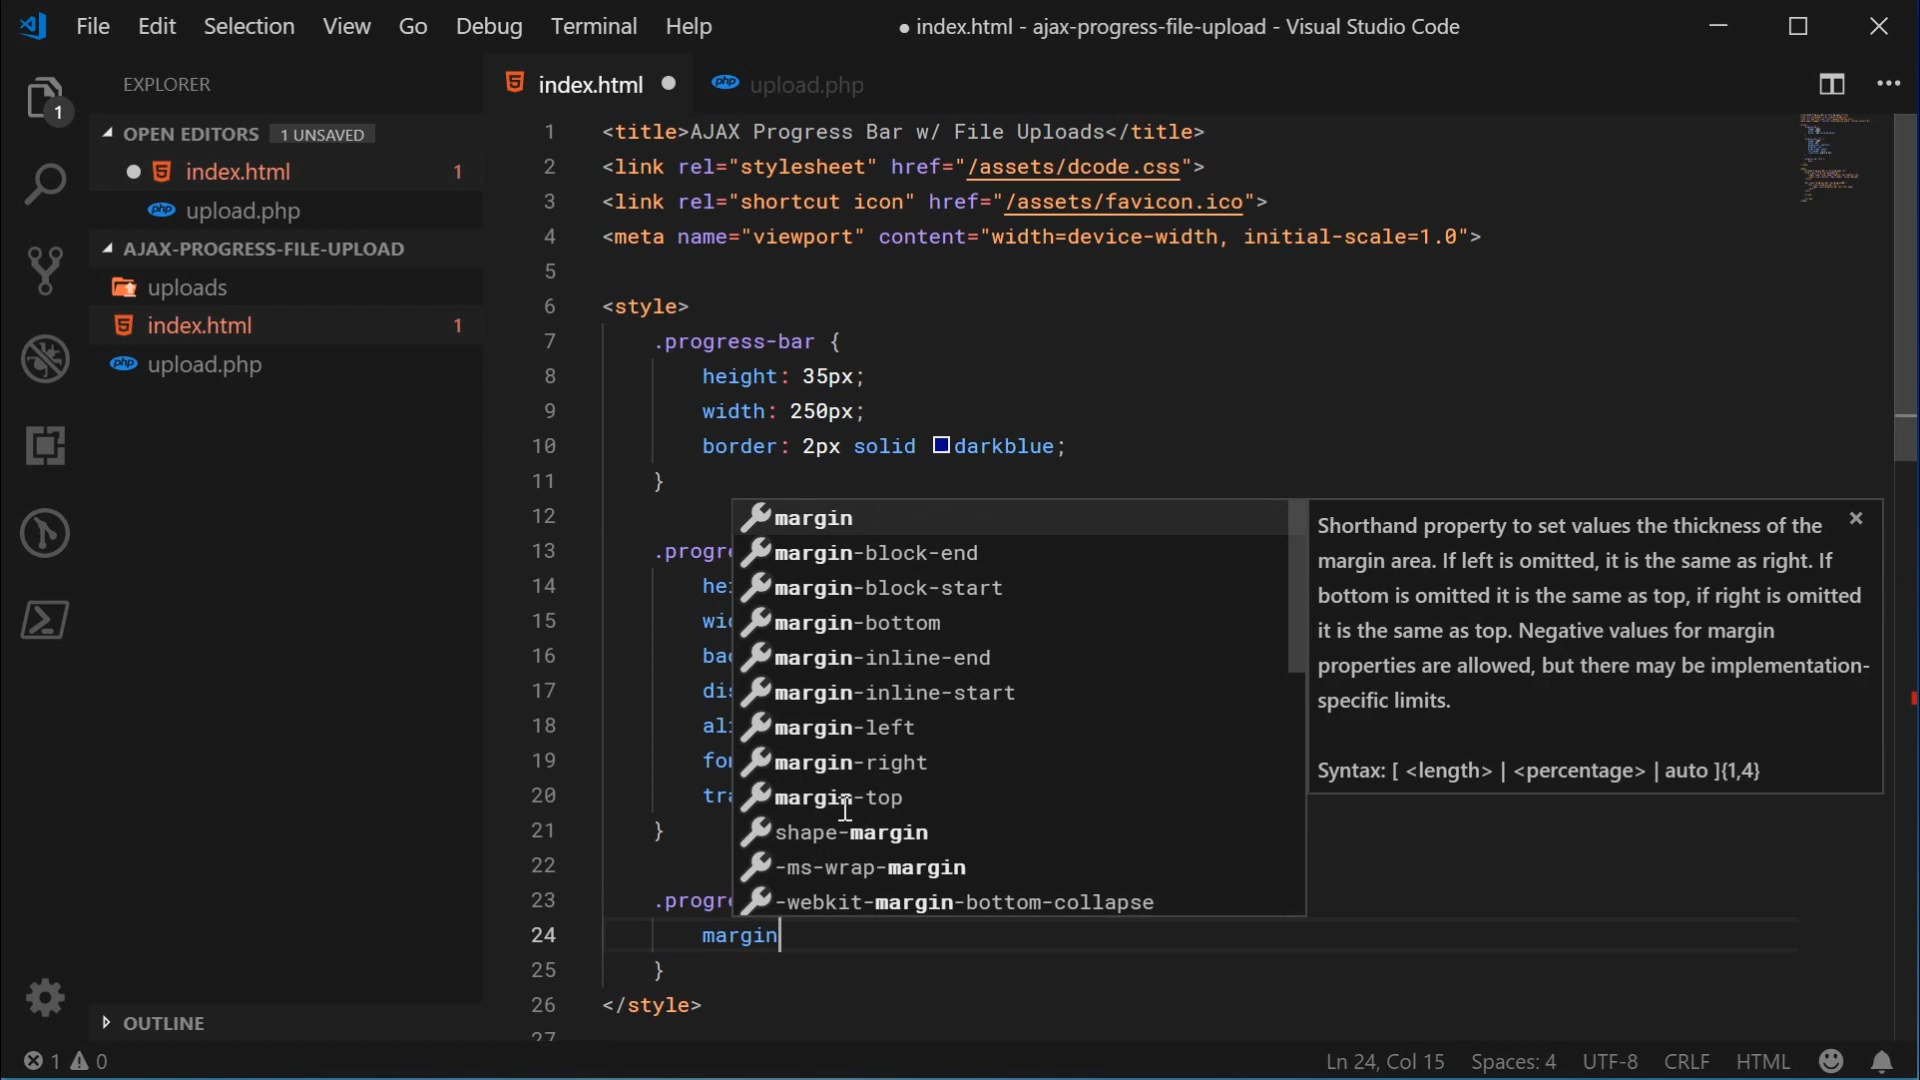 File Edit Selection View Go Debug Terminal Help ● index.html - ajax-progress-file-upload - Visual Studio Code
EXPLORER
OPEN EDITORS 1 UNSAVED
index.html 1
upload.php
AJAX-PROGRESS-FILE-UPLOAD
uploads
index.html 1
upload.php
OUTLINE
1
index.html upload.php
1 <title>AJAX Progress Bar w/ File Uploads</title>
2 <link rel="stylesheet" href="/assets/dcode.css">
3 <link rel="shortcut icon" href="/assets/favicon.ico">
4 <meta name="viewport" content="width=device-width, initial-scale=1.0">
5
6 <style>
7 .progress-bar {
8 height: 35px;
9 width: 250px;
10 border: 2px solid darkblue;
11 }
12
13 .progre
14 hei
15 wid
16 bac
17 dis
18 ali
19 fon
20 tra
21 }
22
23 .progre
24 margin
25 }
26 </style>
27
margin
margin-block-end
margin-block-start
margin-bottom
margin-inline-end
margin-inline-start
margin-left
margin-right
margin-top
shape-margin
-ms-wrap-margin
-webkit-margin-bottom-collapse
Shorthand property to set values the thickness of the
margin area. If left is omitted, it is the same as right. If
bottom is omitted it is the same as top, if right is omitted
it is the same as top. Negative values for margin
properties are allowed, but there may be implementation-
specific limits.
Syntax: [ <length> | <percentage> | auto ]{1,4}
1 0 Ln 24, Col 15 Spaces: 4 UTF-8 CRLF HTML